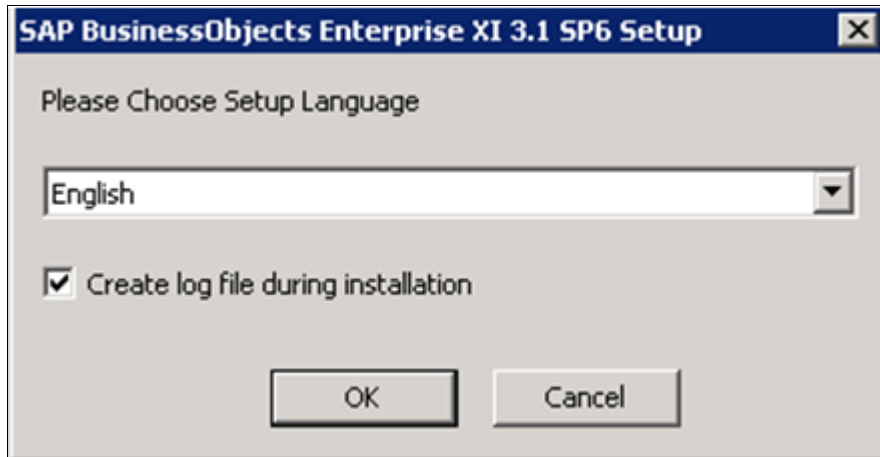 SAP BusinessObjects Enterprise XI 3.1 SP6 Setup
Please Choose Setup Language
English
Create log file during installation
OK Cancel